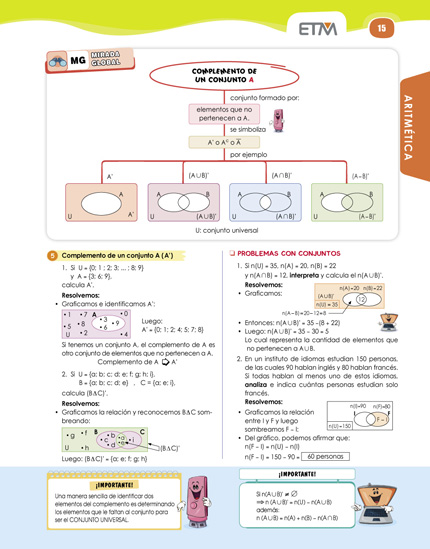 ETM
15
MG MIRADA
GLOBAL
ARITMÉTICA
COMPLEMENTO DE
UN CONJUNTO A
conjunto formado por:
elementos que no
pertenecen a A.
se simboliza
A' o Aᶜ o A̅
por ejemplo
A' (A∪B)' (A∩B)' (A−B)'
A A B A B A B
U A' U (A∪B)' U (A∩B)' U (A−B)'
U: conjunto universal
5 Complemento de un conjunto A (A')
1. Si U = {0; 1; 2; 3; ... ; 8; 9}
y A = {3; 6; 9},
calcula A'.
Resolvemos:
• Graficamos e identificamos A':
•1 •7 A •0
•5 •8 •3 •6 •9
U •2 •4
Luego:
A' = {0; 1; 2; 4; 5; 7; 8}
Si tenemos un conjunto A, el complemento de A es
otro conjunto de elementos que no pertenecen a A.
Complemento de A A'
2. Si U = {a; b; c; d; e; f; g; h; i},
B = {a; b; c; d; e} , C = {a; e; i},
calcula (BΔC)'.
Resolvemos:
• Graficamos la relación y reconocemos BΔC som-
breando:
•g •f B C
•c •b •a •i
•d •e
U •h (BΔC)'
Luego: (BΔC)' = {a; e; f; g; h}
¡IMPORTANTE!
Una manera sencilla de identificar dos
elementos del complemento es determinando
los elementos que le faltan al conjunto para
ser el CONJUNTO UNIVERSAL.
PROBLEMAS CON CONJUNTOS
1. Si n(U) = 35, n(A) = 20, n(B) = 22
y n(A∩B) = 12, interpreta y calcula el n(A∪B)'.
Resolvemos:
• Graficamos:
n(A)=20 n(B)=22
(A∪B)'
12
n(U) = 35
n(A−B)=20−12=8
• Entonces: n(A∪B)' = 35 - (8 + 22)
• Luego: n(A∪B)' = 35 - 30 = 5
Lo cual representa la cantidad de elementos que
no pertenecen a A∪B.
2. En un instituto de idiomas estudian 150 personas,
de las cuales 90 hablan inglés y 80 hablan francés.
Si todas hablan al menos uno de estos idiomas,
analiza e indica cuántas personas estudian solo
francés.
Resolvemos:
• Graficamos la relación
entre I y F y luego
sombreamos F – I:
n(I)=90 n(F)=80
I F
F – I
n(U)=150
• Del gráfico, podemos afirmar que:
n(F – I) = n(U) – n(I)
n(F – I) = 150 – 90 = 60 personas
¡IMPORTANTE!
Si n(A∪B)' ≠ ∅
⟹ n (A∪B)' = n(U) – n(A∪B)
además:
n (A∪B) = n(A) + n(B) – n(A∩B)